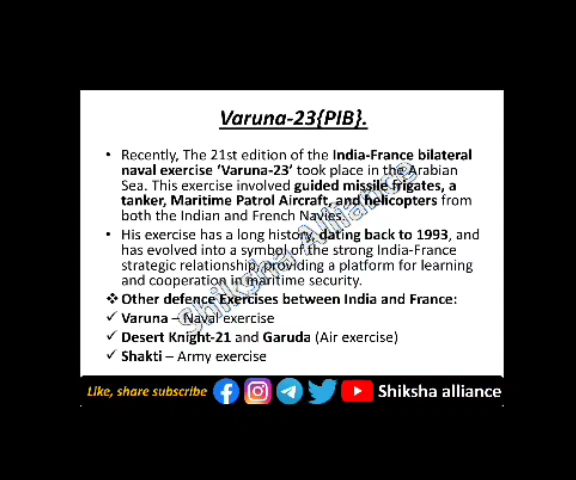 Varuna-23{PIB}.
• Recently, The 21st edition of the India-France bilateral
naval exercise ‘Varuna-23’ took place in the Arabian
Sea. This exercise involved guided missile frigates, a
tanker, Maritime Patrol Aircraft, and helicopters from
both the Indian and French Navies.
• His exercise has a long history, dating back to 1993, and
has evolved into a symbol of the strong India-France
strategic relationship, providing a platform for learning
and cooperation in maritime security.
❖ Other defence Exercises between India and France:
✓ Varuna – Naval exercise
✓ Desert Knight-21 and Garuda (Air exercise)
✓ Shakti – Army exercise
Shiksha Alliance
Like, share subscribe Shiksha alliance